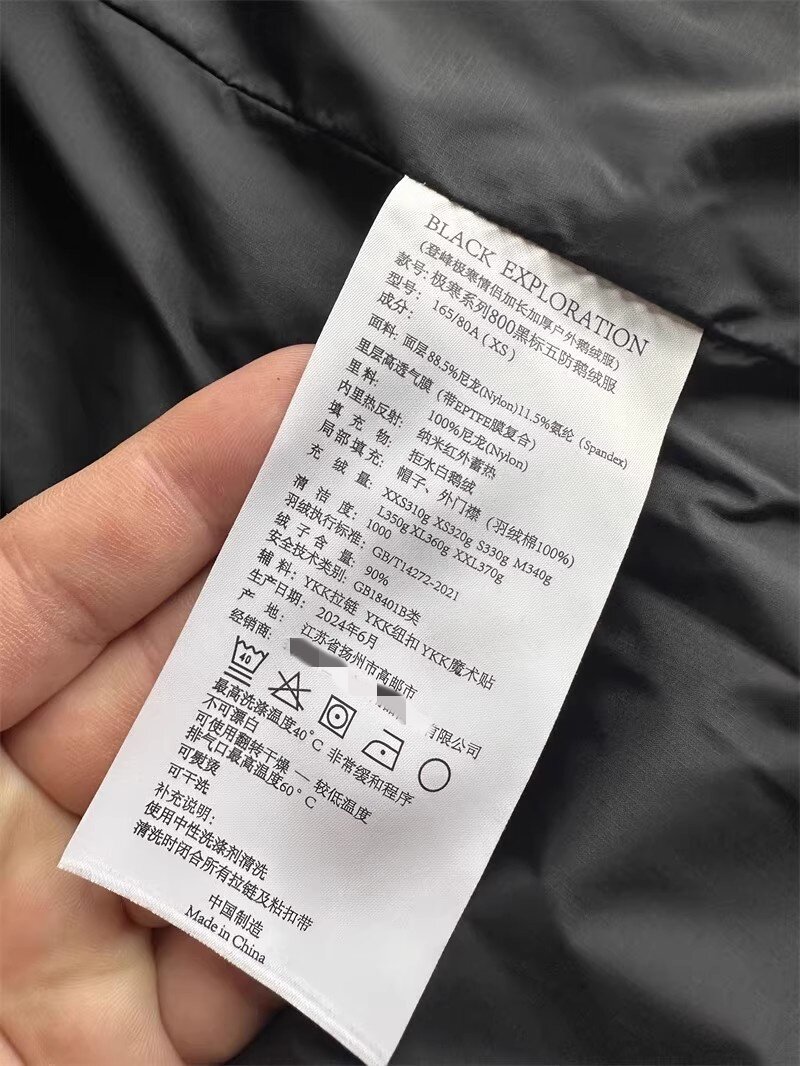 BLACK EXPLORATION
(登峰极寒情侣加长加厚户外鹅绒服)
款号: 极寒系列800黑标五防鹅绒服
型号: 165/80A ( XS )
成分:
面料: 面层 88.5%尼龙(Nylon)11.5%氨纶 (Spandex)
里层高透气膜 (带EPTFE膜复合)
里料: 100%尼龙(Nylon)
内里热反射: 纳米红外蓄热
填 充 物: 拒水白鹅绒
局部填充: 帽子、外门襟 (羽绒棉100%)
充 绒 量: XXS310g XS320g S330g M340g
L350g XL360g XXL370g
清 洁 度: 1000
羽绒执行标准: GB/T14272-2021
绒 子 含 量: 90%
安全技术类别: GB18401B类
辅 料: YKK拉链 YKK纽扣 YKK魔术贴
生产日期: 2024年6月
产 地: 江苏省扬州市高邮市
经销商: 有限公司
40
最高洗涤温度40°C 非常缓和程序
不可漂白
可使用翻转干燥 — 较低温度
排气口最高温度60°C
可熨烫
可干洗
补充说明:
使用中性洗涤剂清洗
清洗时闭合所有拉链及粘扣带
中国制造
Made in China